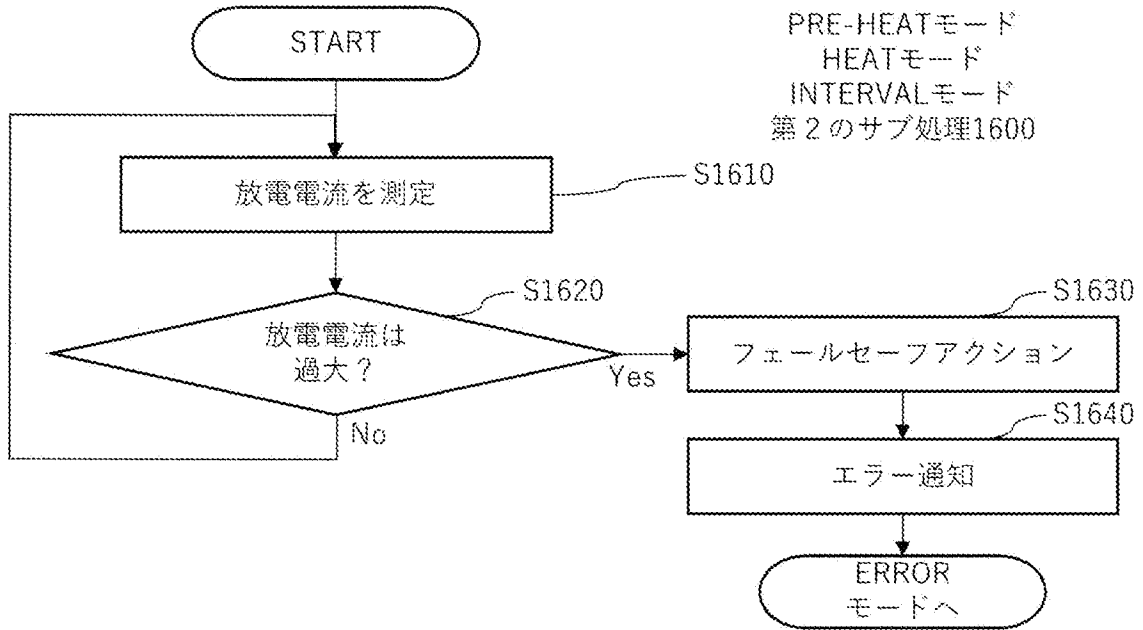 START
PRE-HEATモード
HEATモード
INTERVALモード
第2のサブ処理1600
放電電流を測定
S1610
放電電流は
過大?
S1620
Yes
No
フェールセーフアクション
S1630
エラー通知
S1640
ERROR
モードへ